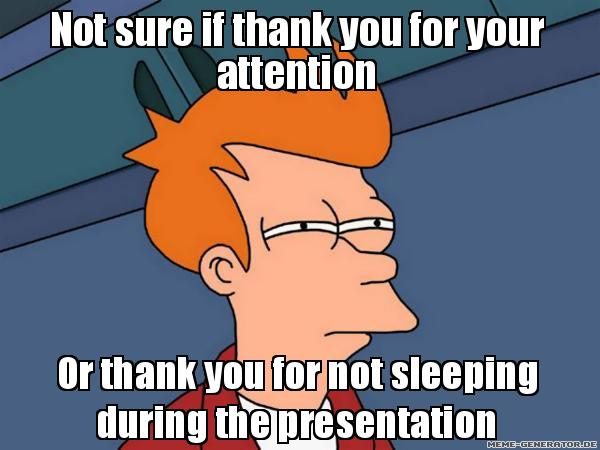 Not sure if thank you for your
attention
Or thank you for not sleeping
during the presentation
MEME-GENERATOR.DE